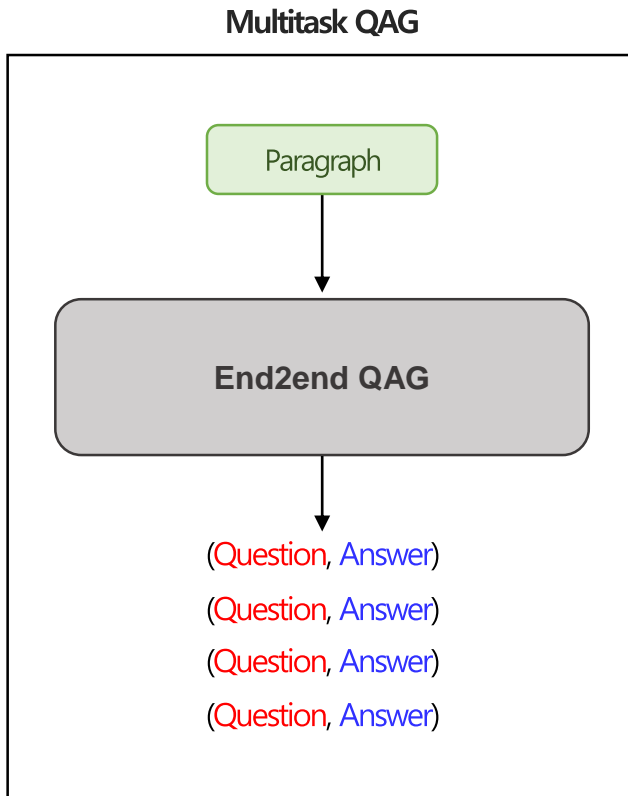 Multitask QAG
Paragraph
End2end QAG
(Question, Answer)
(Question, Answer)
(Question, Answer)
(Question, Answer)